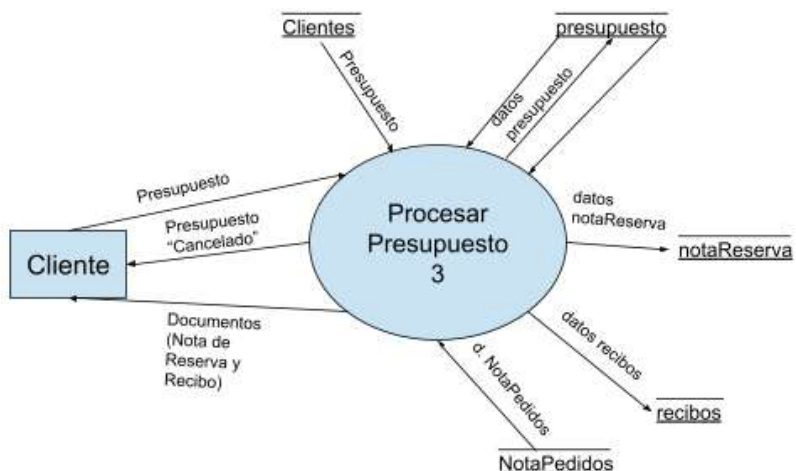 Clientes
presupuesto
Presupuesto
datos
presupuesto
Presupuesto
Procesar
Presupuesto
3
datos
notaReserva
Presupuesto
“Cancelado”
Cliente
notaReserva
Documentos
(Nota de
Reserva y
Recibo)
d. NotaPedidos
datos recibos
recibos
NotaPedidos